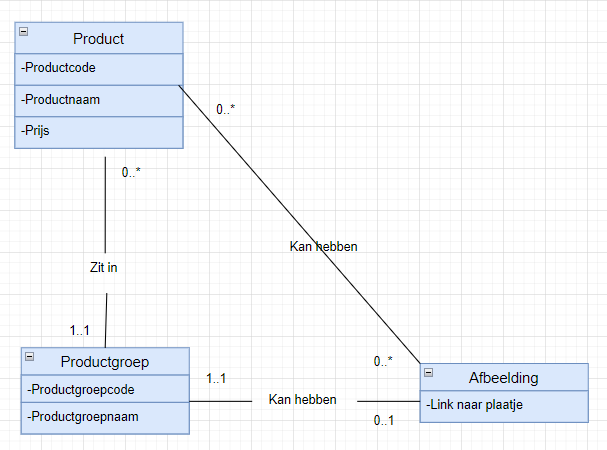 Product
-Productcode
-Productnaam
-Prijs
0..*
0..*
Kan hebben
Zit in
1..1
0..*
Productgroep
-Productgroepcode
-Productgroepnaam
1..1
Kan hebben
0..1
Afbeelding
-Link naar plaatje